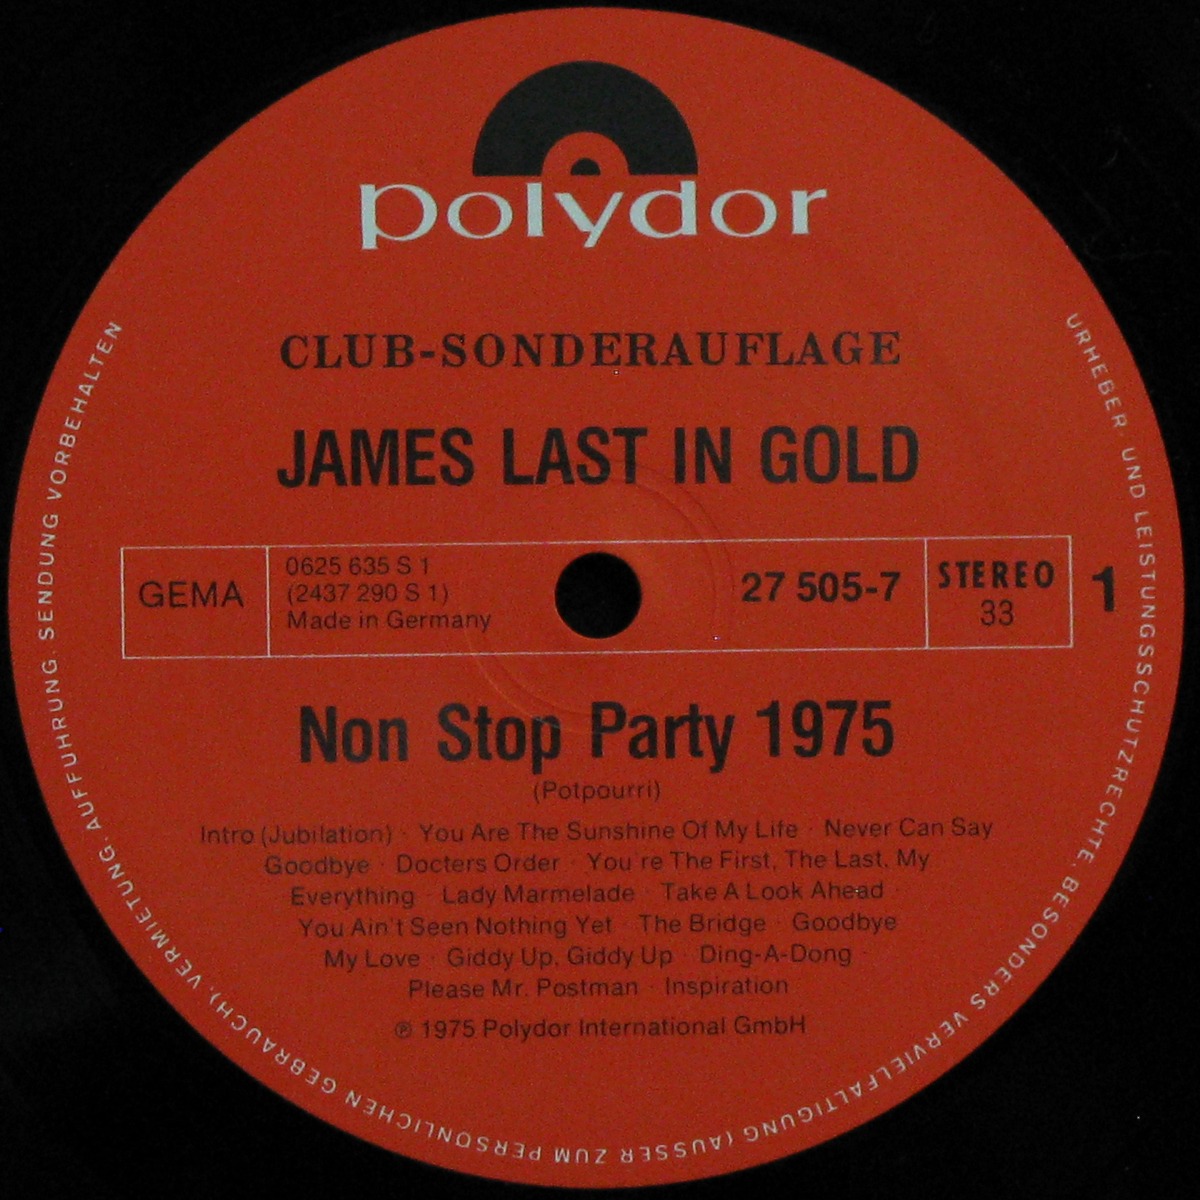 polydor
CLUB-SONDERAUFLAGE
JAMES LAST IN GOLD
GEMA
0625 635 S 1
(2437 290 S 1)
Made in Germany
27 505-7
STEREO
33
1
Non Stop Party 1975
(Potpourri)
Intro (Jubilation) · You Are The Sunshine Of My Life · Never Can Say
Goodbye · Docters Order · You're The First, The Last, My
Everything · Lady Marmelade · Take A Look Ahead ·
You Ain't Seen Nothing Yet · The Bridge · Goodbye
My Love · Giddy Up, Giddy Up · Ding-A-Dong ·
Please Mr. Postman · Inspiration
℗ 1975 Polydor International GmbH
URHEBER- UND LEISTUNGSSCHUTZRECHTE, BESONDERS VERVIELFÄLTIGUNG (AUSSER ZUM PERSÖNLICHEN GEBRAUCH), VERMIETUNG, AUFFÜHRUNG, SENDUNG VORBEHALTEN